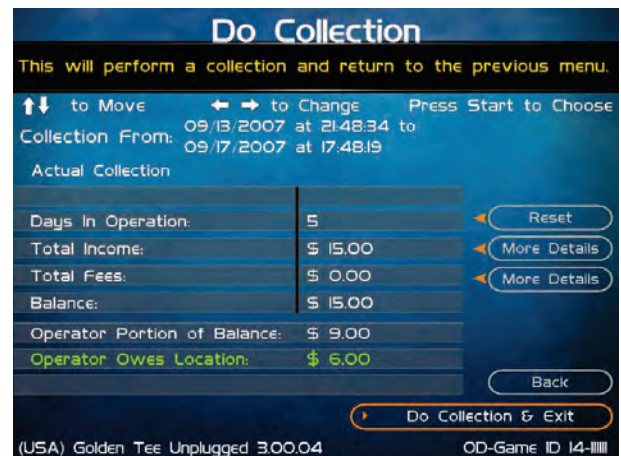 Do Collection
This will perform a collection and return to the previous menu.
to Move to Change Press Start to Choose
Collection From: 09/13/2007 at 21:48:34 to
09/17/2007 at 17:48:19
Actual Collection
Days In Operation: 5 Reset
Total Income: $ 15.00 More Details
Total Fees: $ 0.00 More Details
Balance: $ 15.00
Operator Portion of Balance: $ 9.00
Operator Owes Location: $ 6.00
Back
Do Collection & Exit
(USA) Golden Tee Unplugged 3.00.04 OD-Game ID 14-111111